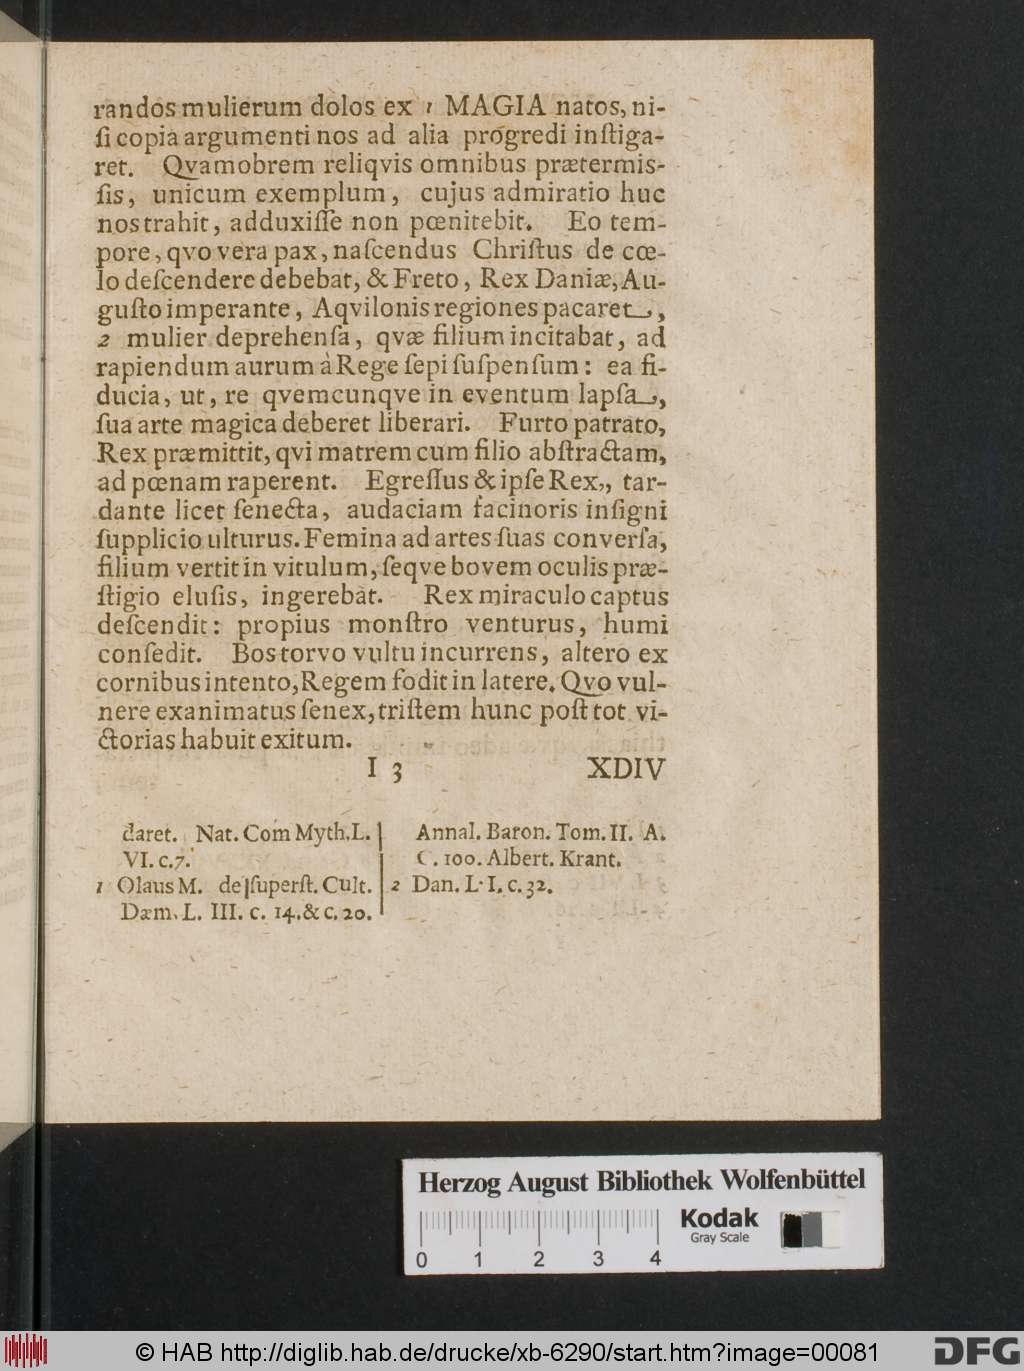 randos mulierum dolos ex 1 MAGIA natos, ni-
ſi copia argumenti nos ad alia progredi inſtiga-
ret. Qvamobrem reliqvis omnibus prætermis-
ſis, unicum exemplum, cujus admiratio huc
nos trahit, adduxiſſe non pœnitebit. Eo tem-
pore, qvo vera pax, naſcendus Chriſtus de cœ-
lo deſcendere debebat, & Freto, Rex Daniæ, Au-
guſto imperante, Aqvilonis regiones pacaret,
2 mulier deprehenſa, qvæ filium incitabat, ad
rapiendum aurum à Rege ſepi ſuſpenſum: ea fi-
ducia, ut, re qvemcunqve in eventum lapſa,
ſua arte magica deberet liberari. Furto patrato,
Rex præmittit, qvi matrem cum filio abſtractam,
ad pœnam raperent. Egreſſus & ipſe Rex,, tar-
dante licet ſenecta, audaciam facinoris inſigni
ſupplicio ulturus. Femina ad artes ſuas converſa,
filium vertit in vitulum, ſeqve bovem oculis præ-
ſtigio eluſis, ingerebat. Rex miraculo captus
deſcendit: propius monſtro venturus, humi
conſedit. Bos torvo vultu incurrens, altero ex
cornibus intento, Regem fodit in latere. Qvo vul-
nere exanimatus ſenex, triſtem hunc poſt tot vi-
ctorias habuit exitum.
I 3 XDIV
daret. Nat. Com Myth. L.
VI. c. 7.
1 Olaus M. de ſuperſt. Cult.
Dæm. L. III. c. 14. & c. 20.
Annal. Baron. Tom. II. A.
C. 100. Albert. Krant.
2 Dan. L. I. c. 32.
Herzog August Bibliothek Wolfenbüttel
Kodak
Gray Scale
0 1 2 3 4
© HAB http://diglib.hab.de/drucke/xb-6290/start.htm?image=00081
DFG